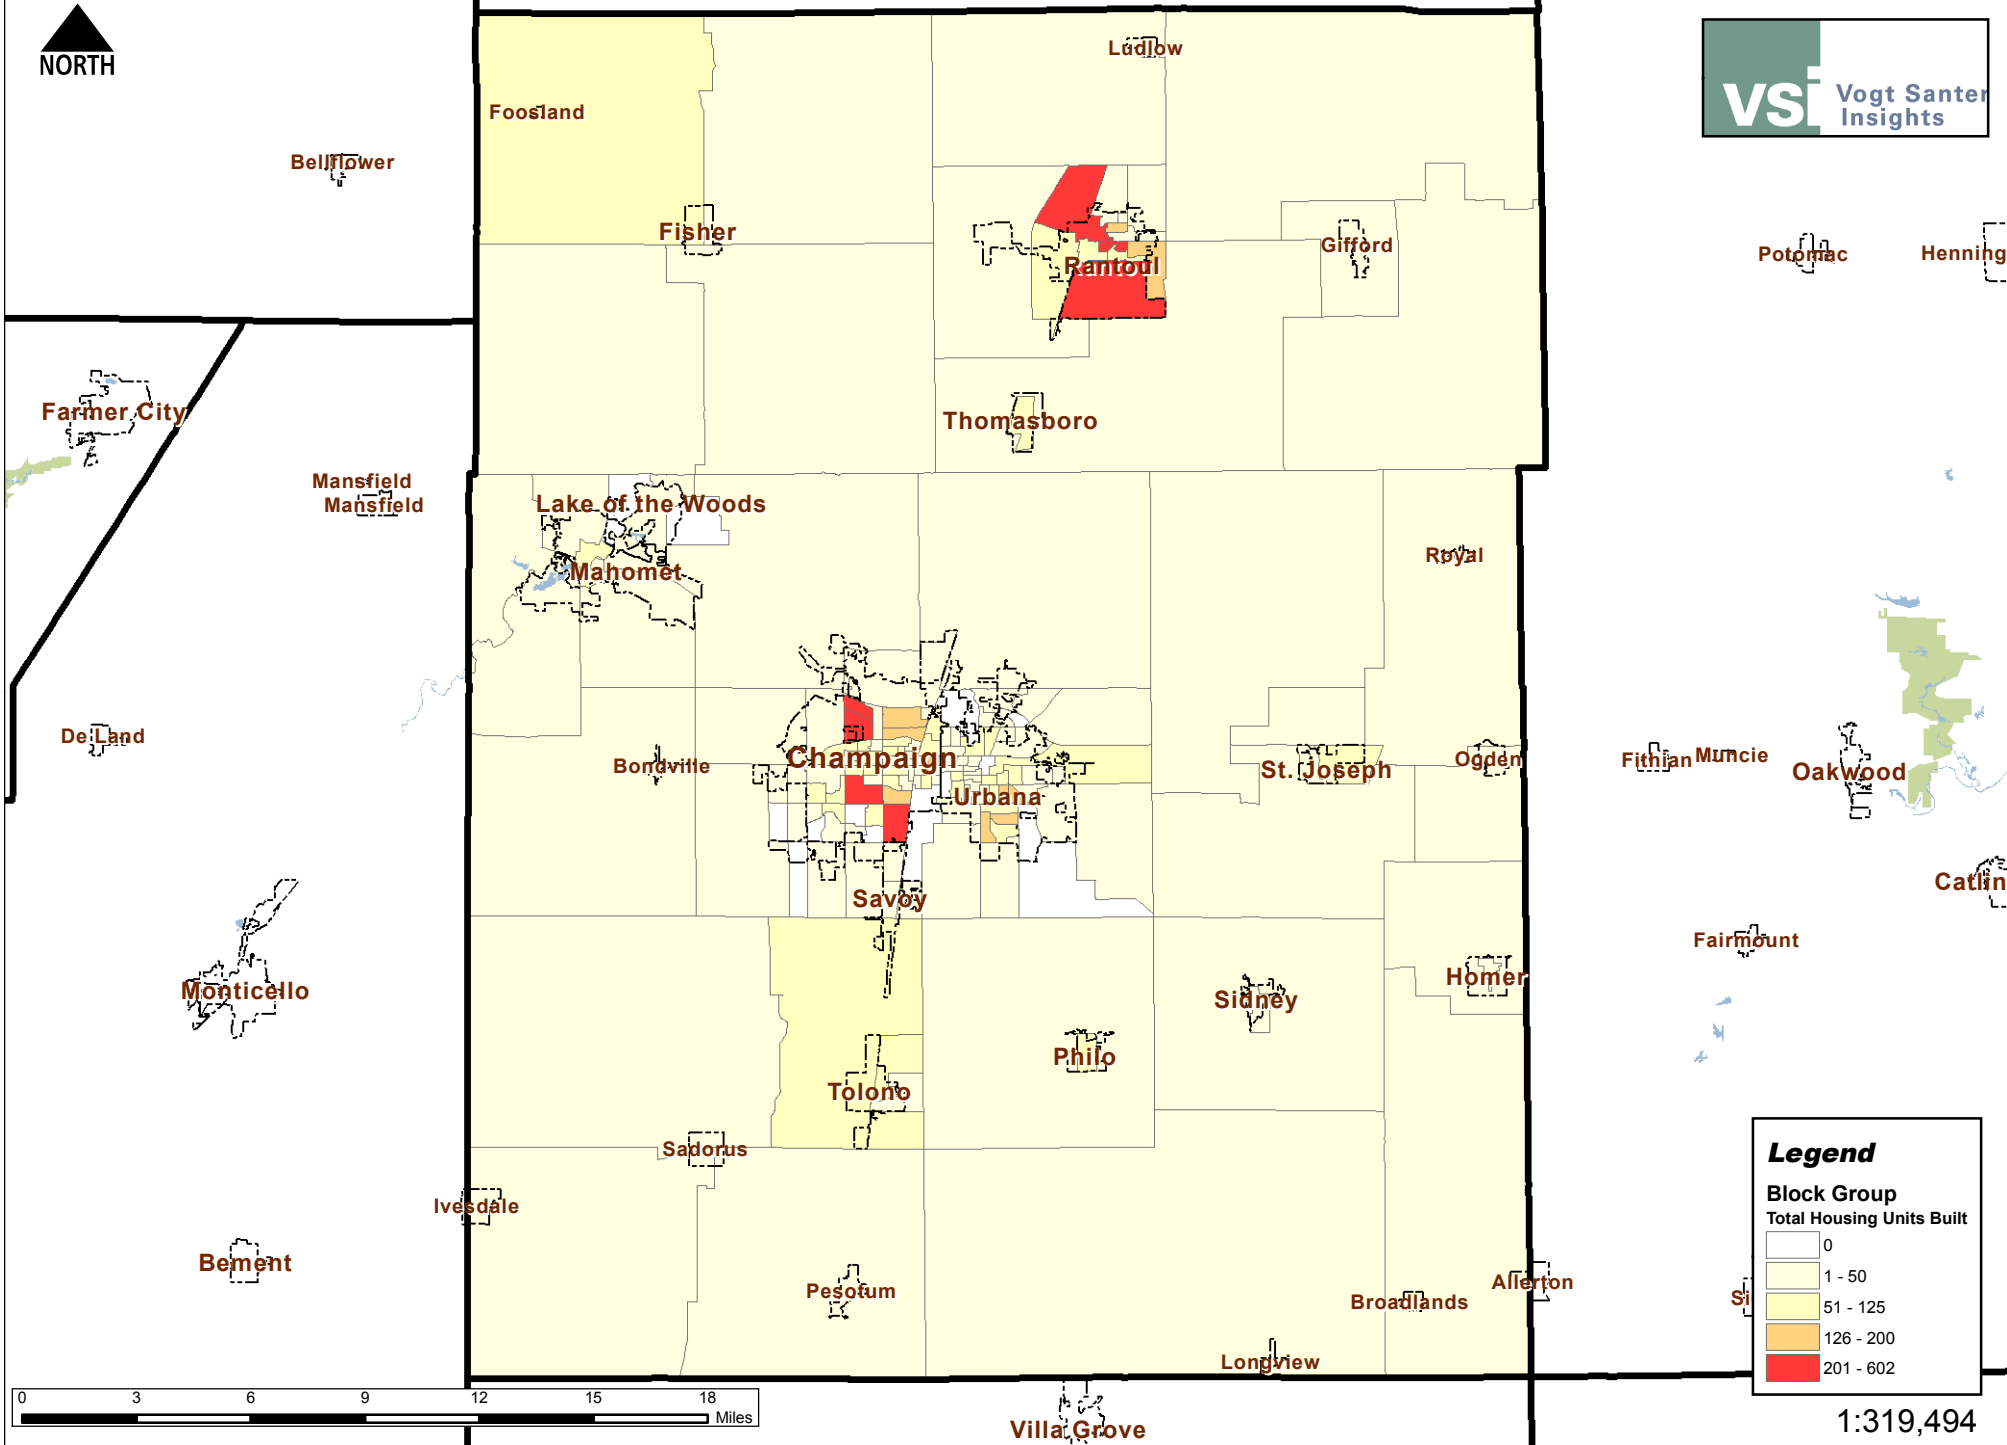 NORTH
Ludlow
vsi Vogt Santer
Insights
Foosland
Bellflower
Fisher
Gifford
Potomac
Henning
Rantoul
Farmer City
Thomasboro
Mansfield
Mansfield
Lake of the Woods
Royal
Mahomet
De Land
Bondville
Champaign
St. Joseph
Ogden
Fithian
Muncie
Oakwood
Urbana
Catlin
Savoy
Fairmount
Homer
Monticello
Sidney
Philo
Tolono
Sadorus
Ivesdale
Bement
Pesotum
Broadlands
Allerton
Si
Longview
Villa Grove
Legend
Block Group
Total Housing Units Built
0
1 - 50
51 - 125
126 - 200
201 - 602
0 3 6 9 12 15 18
Miles
1:319,494